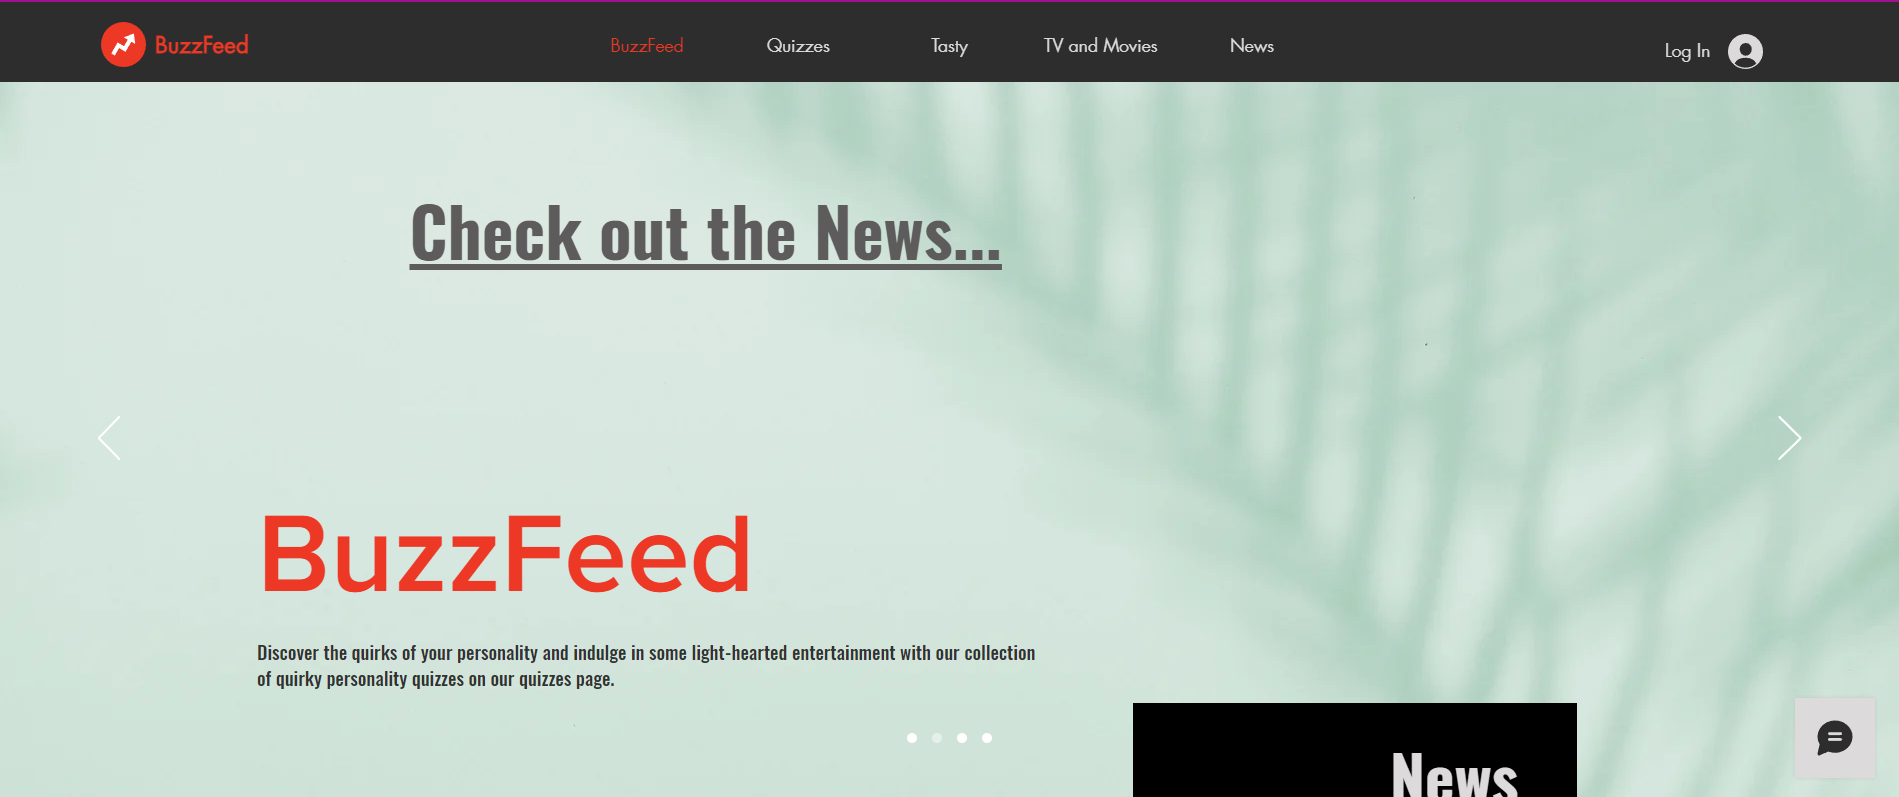 BuzzFeed
BuzzFeed
Quizzes
Tasty
TV and Movies
News
Log In
Check out the News...
BuzzFeed
Discover the quirks of your personality and indulge in some light-hearted entertainment with our collection
of quirky personality quizzes on our quizzes page.
News